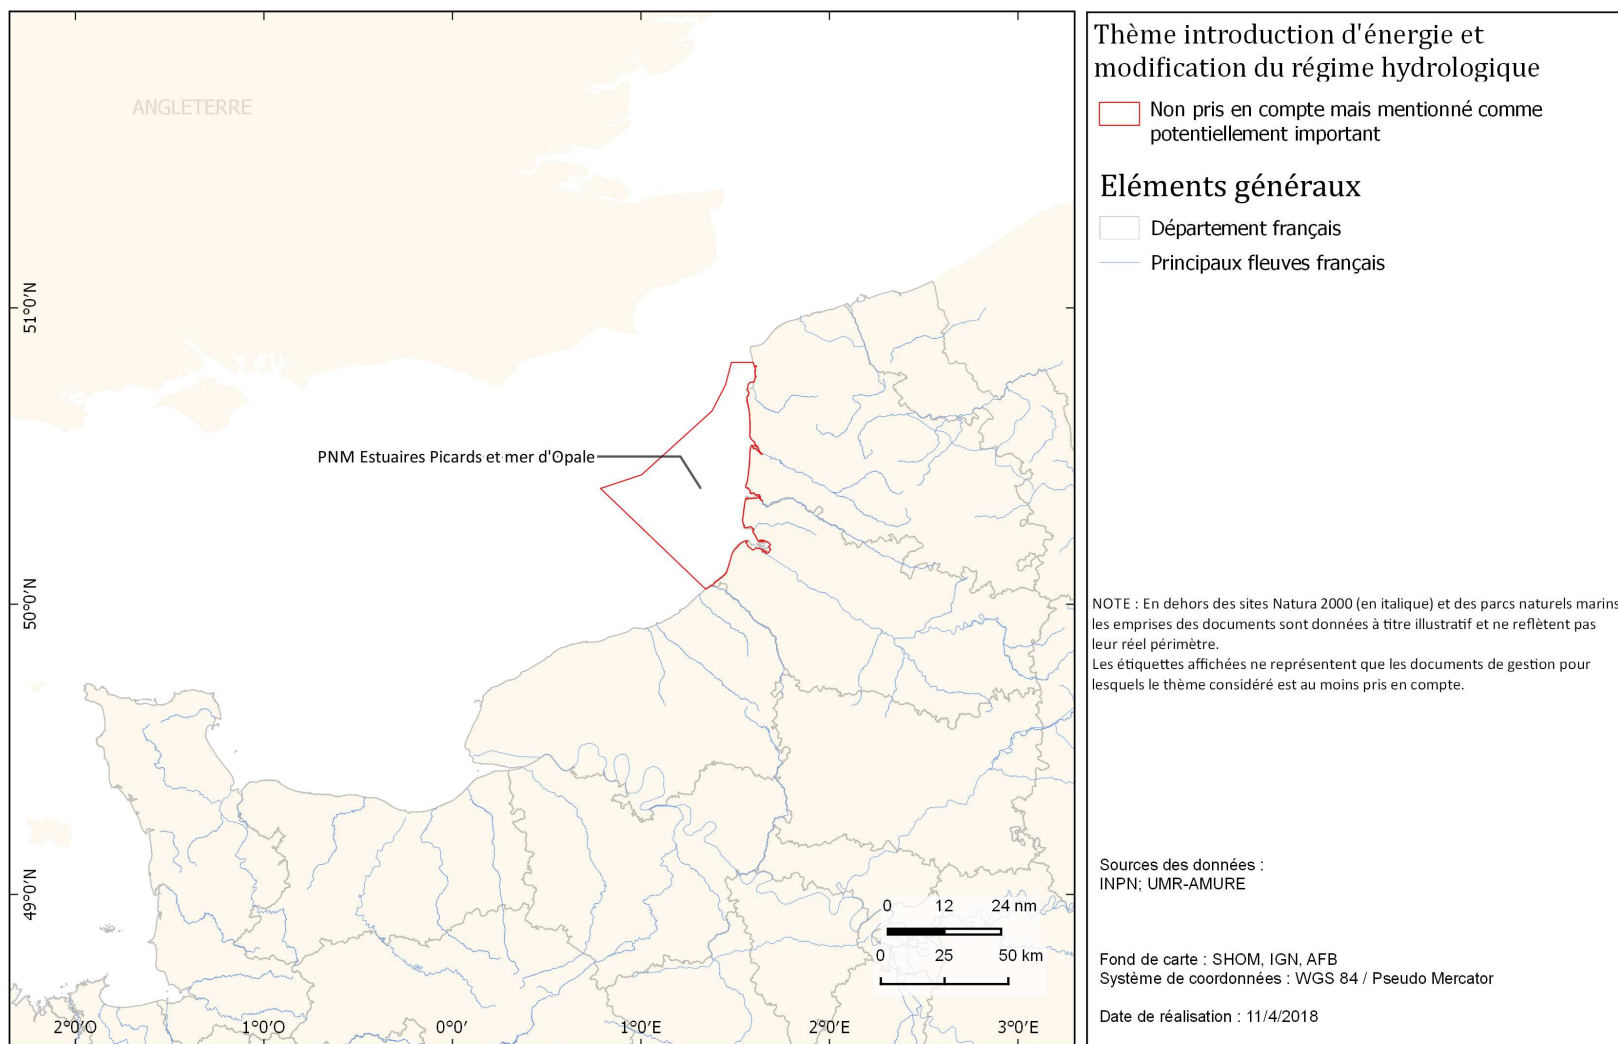 ANGLETERRE
PNM Estuaires Picards et mer d'Opale
51°0'N
50°0'N
49°0'N
2°0'O
1°0'O
0°0'
1°0'E
2°0'E
3°0'E
0 12 24 nm
0 25 50 km
Thème introduction d'énergie et
modification du régime hydrologique
Non pris en compte mais mentionné comme
potentiellement important
Eléments généraux
Département français
Principaux fleuves français
NOTE : En dehors des sites Natura 2000 (en italique) et des parcs naturels marins
les emprises des documents sont données à titre illustratif et ne reflètent pas
leur réel périmètre.
Les étiquettes affichées ne représentent que les documents de gestion pour
lesquels le thème considéré est au moins pris en compte.
Sources des données :
INPN; UMR-AMURE
Fond de carte : SHOM, IGN, AFB
Système de coordonnées : WGS 84 / Pseudo Mercator
Date de réalisation : 11/4/2018